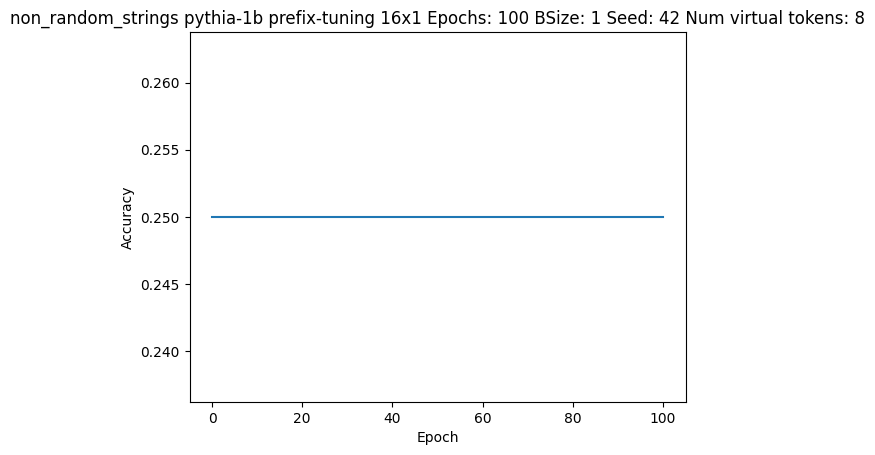 non_random_strings pythia-1b prefix-tuning 16x1 Epochs: 100 BSize: 1 Seed: 42 Num virtual tokens: 8
0.260
0.255
0.250
0.245
0.240
Accuracy
0 20 40 60 80 100
Epoch